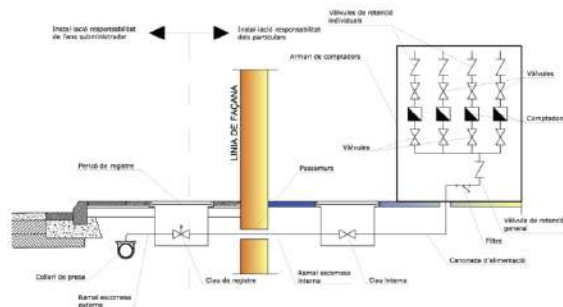 Instal·lació responsabilitat
de l'ens subministrador
Instal·lació responsabilitat
dels particulars
Vàlvules de retenció
individuals
Armari de comptadors
LINIA DE FAÇANA
Vàlvules
Comptadors
Vàlvules
Pericó de registre
Passamurs
Vàlvula de retenció
general
Filtre
Collarí de presa
Clau de registre
Ramal escomesa
interna
Clau interna
Canonada d'alimentació
Ramal escomesa
externa